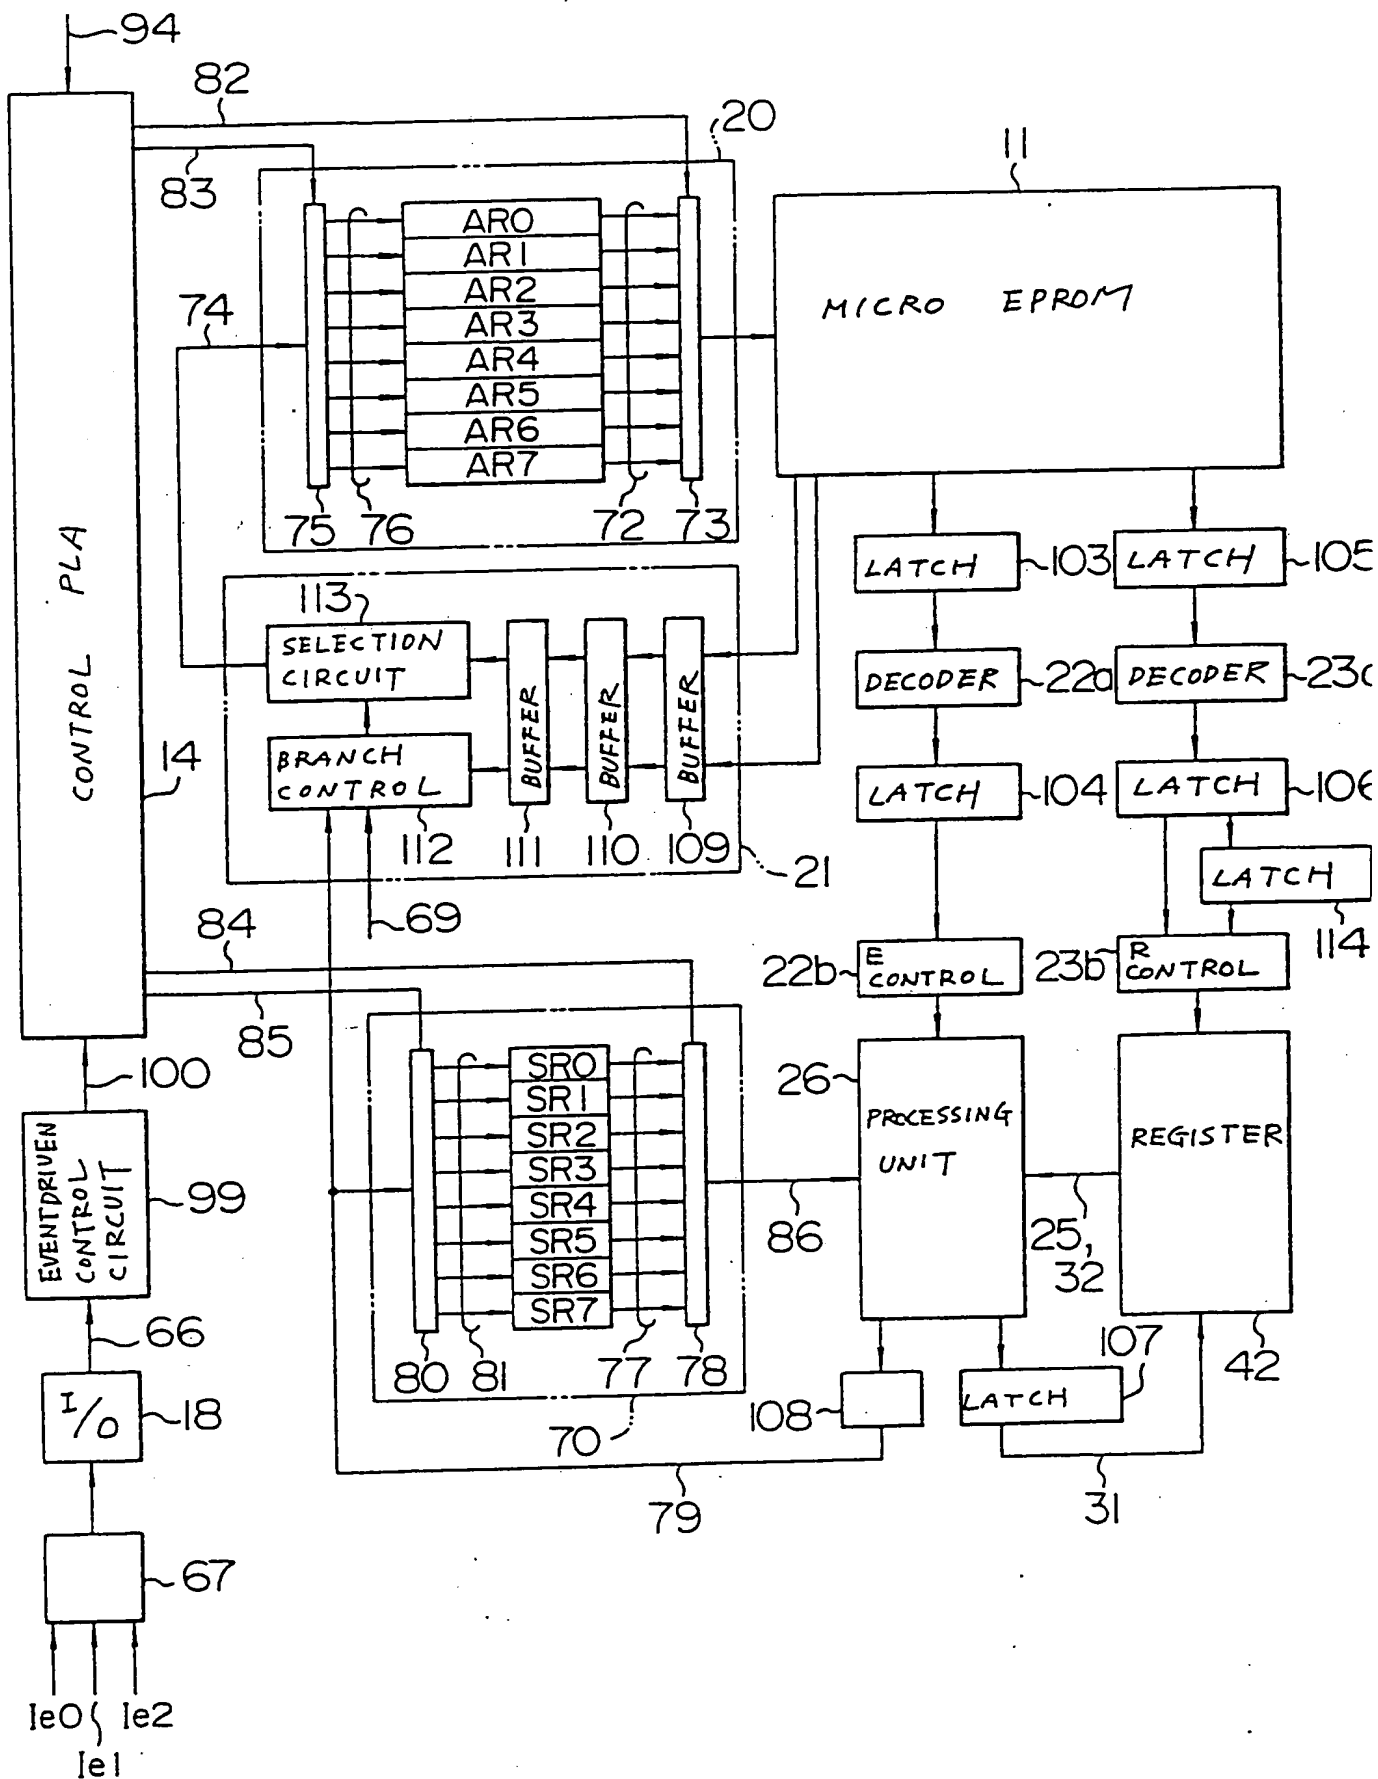 94
82
83
20
11
AR0
AR1
AR2
AR3
AR4
AR5
AR6
AR7
MICRO EPROM
74
75
76
72
73
CONTROL PLA
14
LATCH
103
LATCH
105
113
SELECTION
CIRCUIT
BRANCH
CONTROL
112
BUFFER
111
BUFFER
110
BUFFER
109
21
69
DECODER
22a
DECODER
LATCH
104
LATCH
106
LATCH
114
84
85
22b
E
CONTROL
23b
R
CONTROL
100
EVENTDRIVEN
CONTROL
CIRCUIT
99
66
I/O
18
67
Ie0
Ie1
Ie2
SR0
SR1
SR2
SR3
SR4
SR5
SR6
SR7
80
81
77
78
70
86
26
PROCESSING
UNIT
25,
32
REGISTER
42
108
LATCH
107
79
31